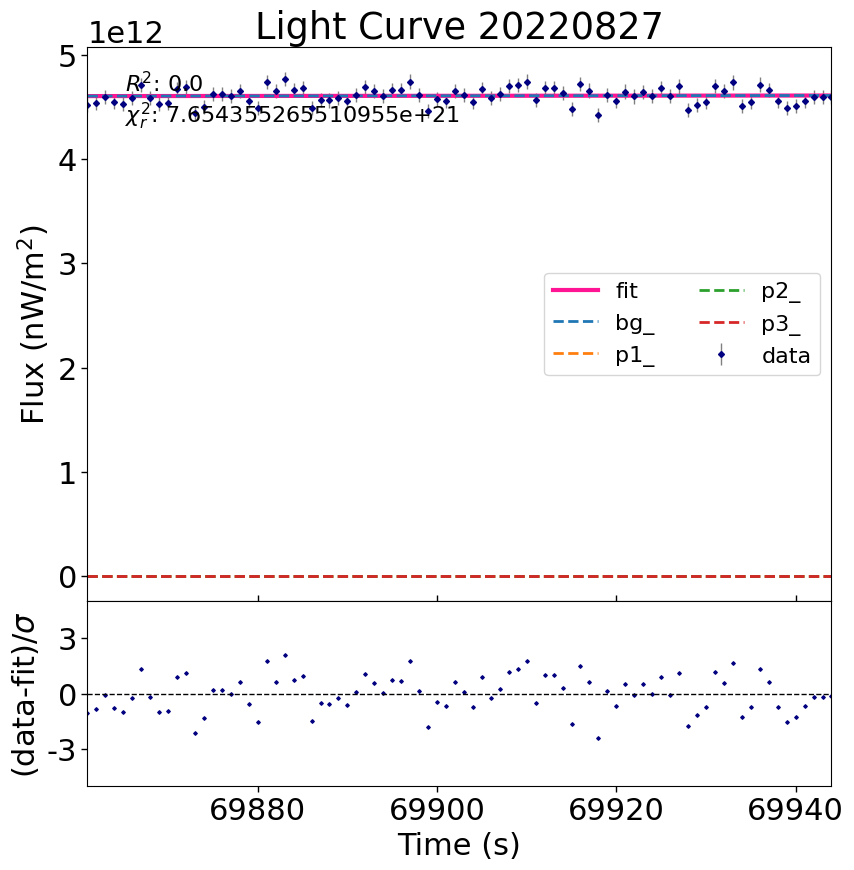 Light Curve 20220827
1e12
5
R²: 0.0
χ²ᵣ: 7.654355265510955e+21
4
3
2
1
0
Flux (nW/m²)
fit
bg_
p1_
p2_
p3_
data
3
0
-3
(data-fit)/σ
69880
69900
69920
69940
Time (s)